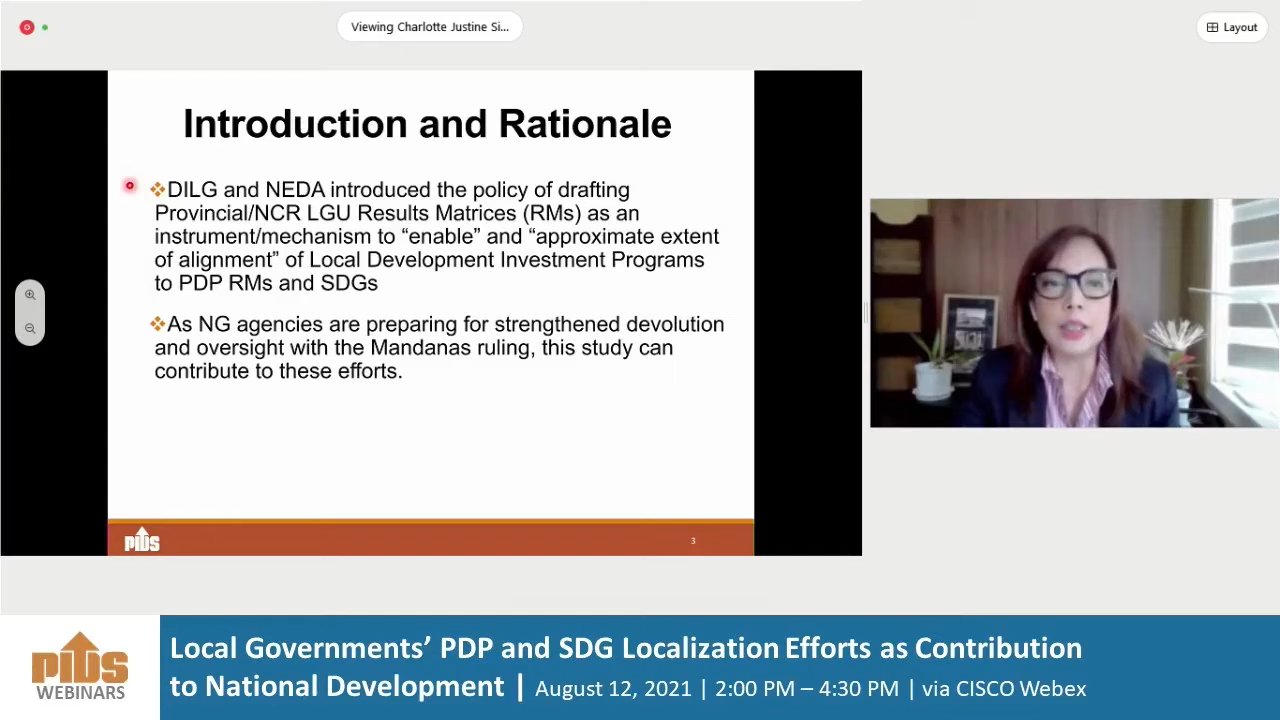 Viewing Charlotte Justine Si...
Layout
Introduction and Rationale
DILG and NEDA introduced the policy of drafting
Provincial/NCR LGU Results Matrices (RMs) as an
instrument/mechanism to “enable” and “approximate extent
of alignment” of Local Development Investment Programs
to PDP RMs and SDGs
As NG agencies are preparing for strengthened devolution
and oversight with the Mandanas ruling, this study can
contribute to these efforts.
PIDS
3
PIDS
WEBINARS
Local Governments’ PDP and SDG Localization Efforts as Contribution
to National Development | August 12, 2021 | 2:00 PM – 4:30 PM | via CISCO Webex